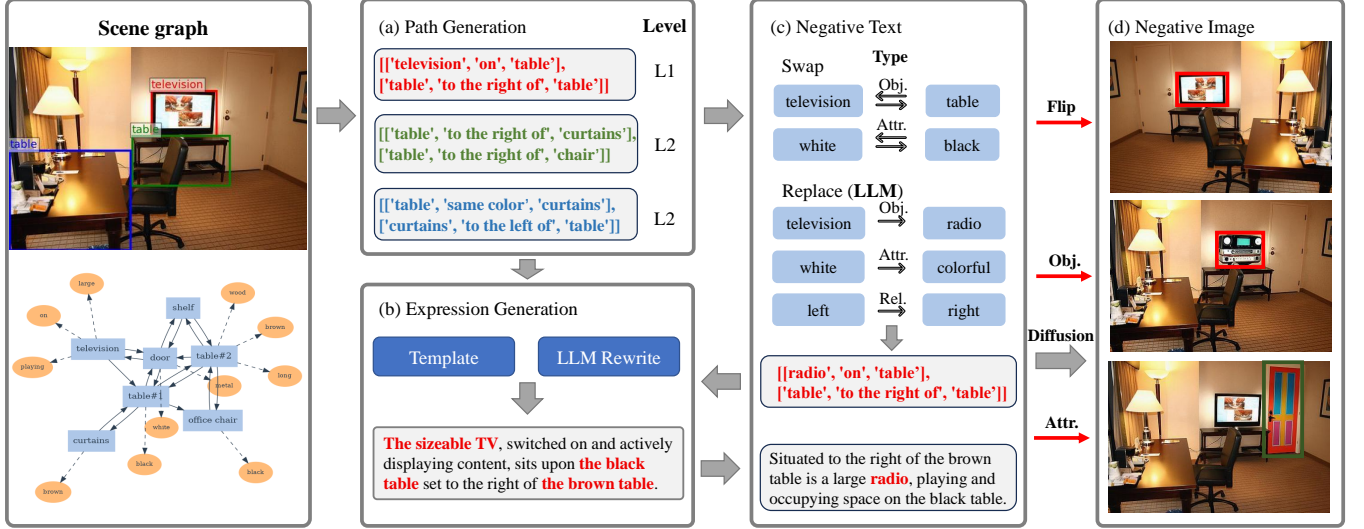 Scene graph
television
table
table
large
wood
on
shelf
brown
television
door
table#2
playing
metal
long
table#1
office chair
curtains
white
black
black
brown
(a) Path Generation
Level
[['television', 'on', 'table'],
['table', 'to the right of', 'table']]
L1
[['table', 'to the right of', 'curtains'],
['table', 'to the right of', 'chair']]
L2
[['table', 'same color', 'curtains'],
['curtains', 'to the left of', 'table']]
L2
(b) Expression Generation
Template
LLM Rewrite
The sizeable TV, switched on and actively
displaying content, sits upon the black
table set to the right of the brown table.
(c) Negative Text
Swap
Type
television
Obj.
table
white
Attr.
black
Replace (LLM)
television
Obj.
radio
white
Attr.
colorful
left
Rel.
right
[[radio', 'on', 'table'],
['table', 'to the right of', 'table']]
Situated to the right of the brown
table is a large radio, playing and
occupying space on the black table.
Flip
Obj.
Diffusion
Attr.
(d) Negative Image